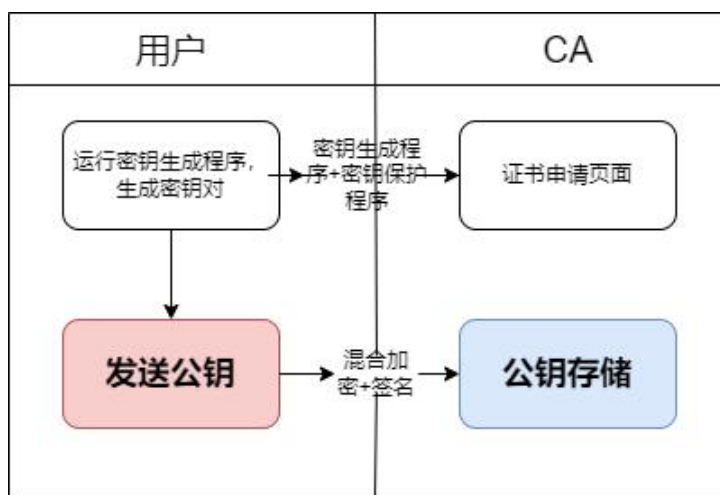 用户
CA
运行密钥生成程序,
生成密钥对
密钥生成程
序+密钥保护
程序
证书申请页面
发送公钥
混合加
密+签名
公钥存储